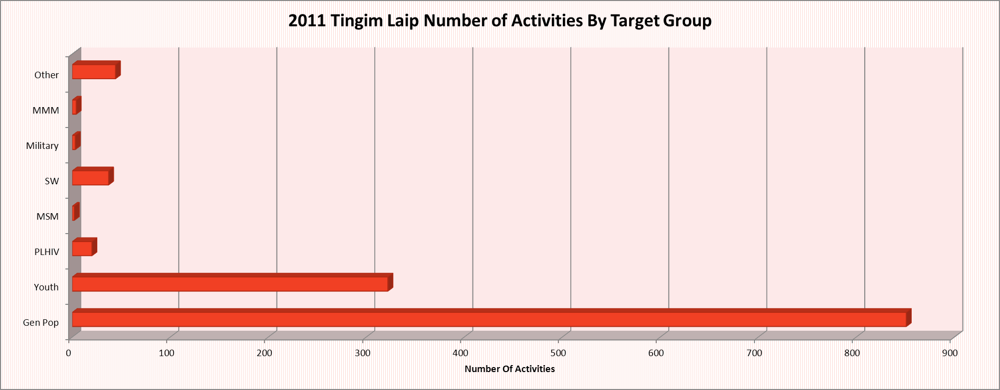 2011 Tingim Laip Number of Activities By Target Group
Other
MMM
Military
SW
MSM
PLHIV
Youth
Gen Pop
0 100 200 300 400 500 600 700 800 900
Number Of Activities